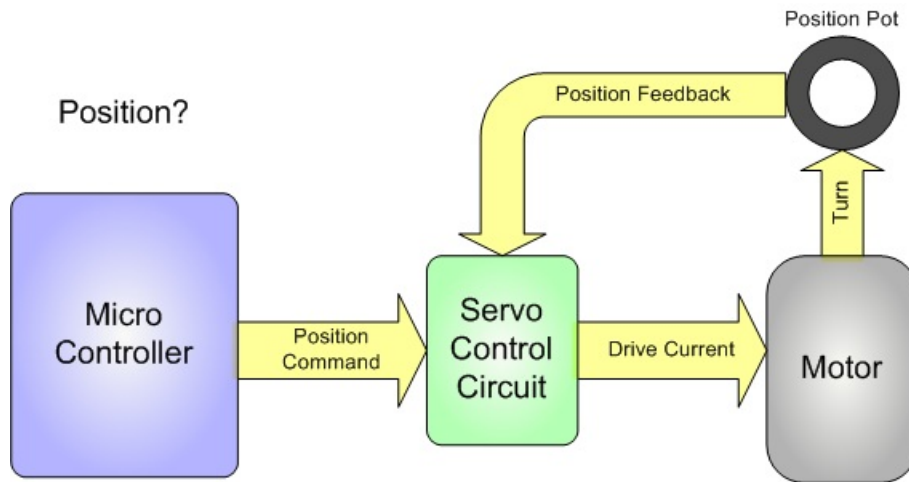 Position Pot
Position Feedback
Position?
Turn
Micro
Controller
Position
Command
Servo
Control
Circuit
Drive Current
Motor